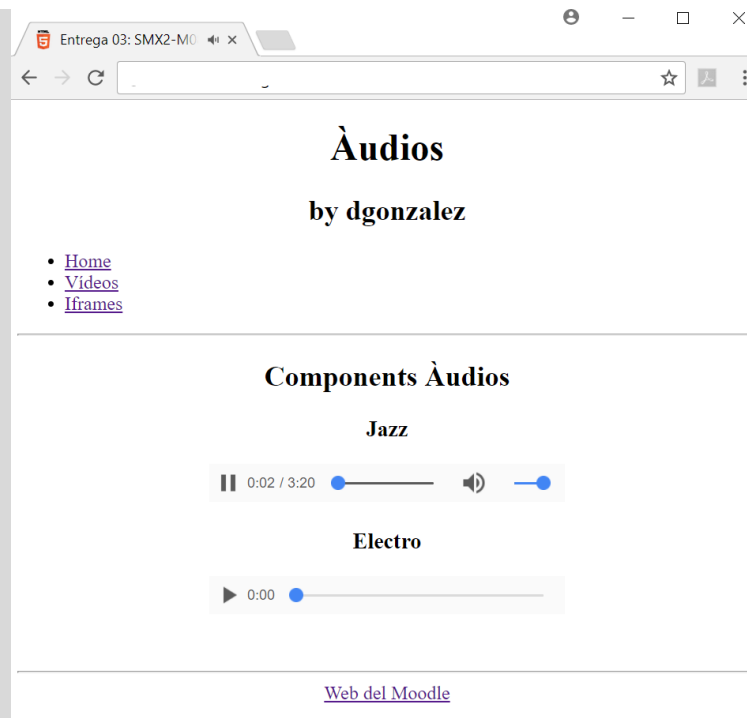 Entrega 03: SMX2-M0
Àudios
by dgonzalez
Home
Vídeos
Iframes
Components Àudios
Jazz
0:02 / 3:20
Electro
0:00
Web del Moodle